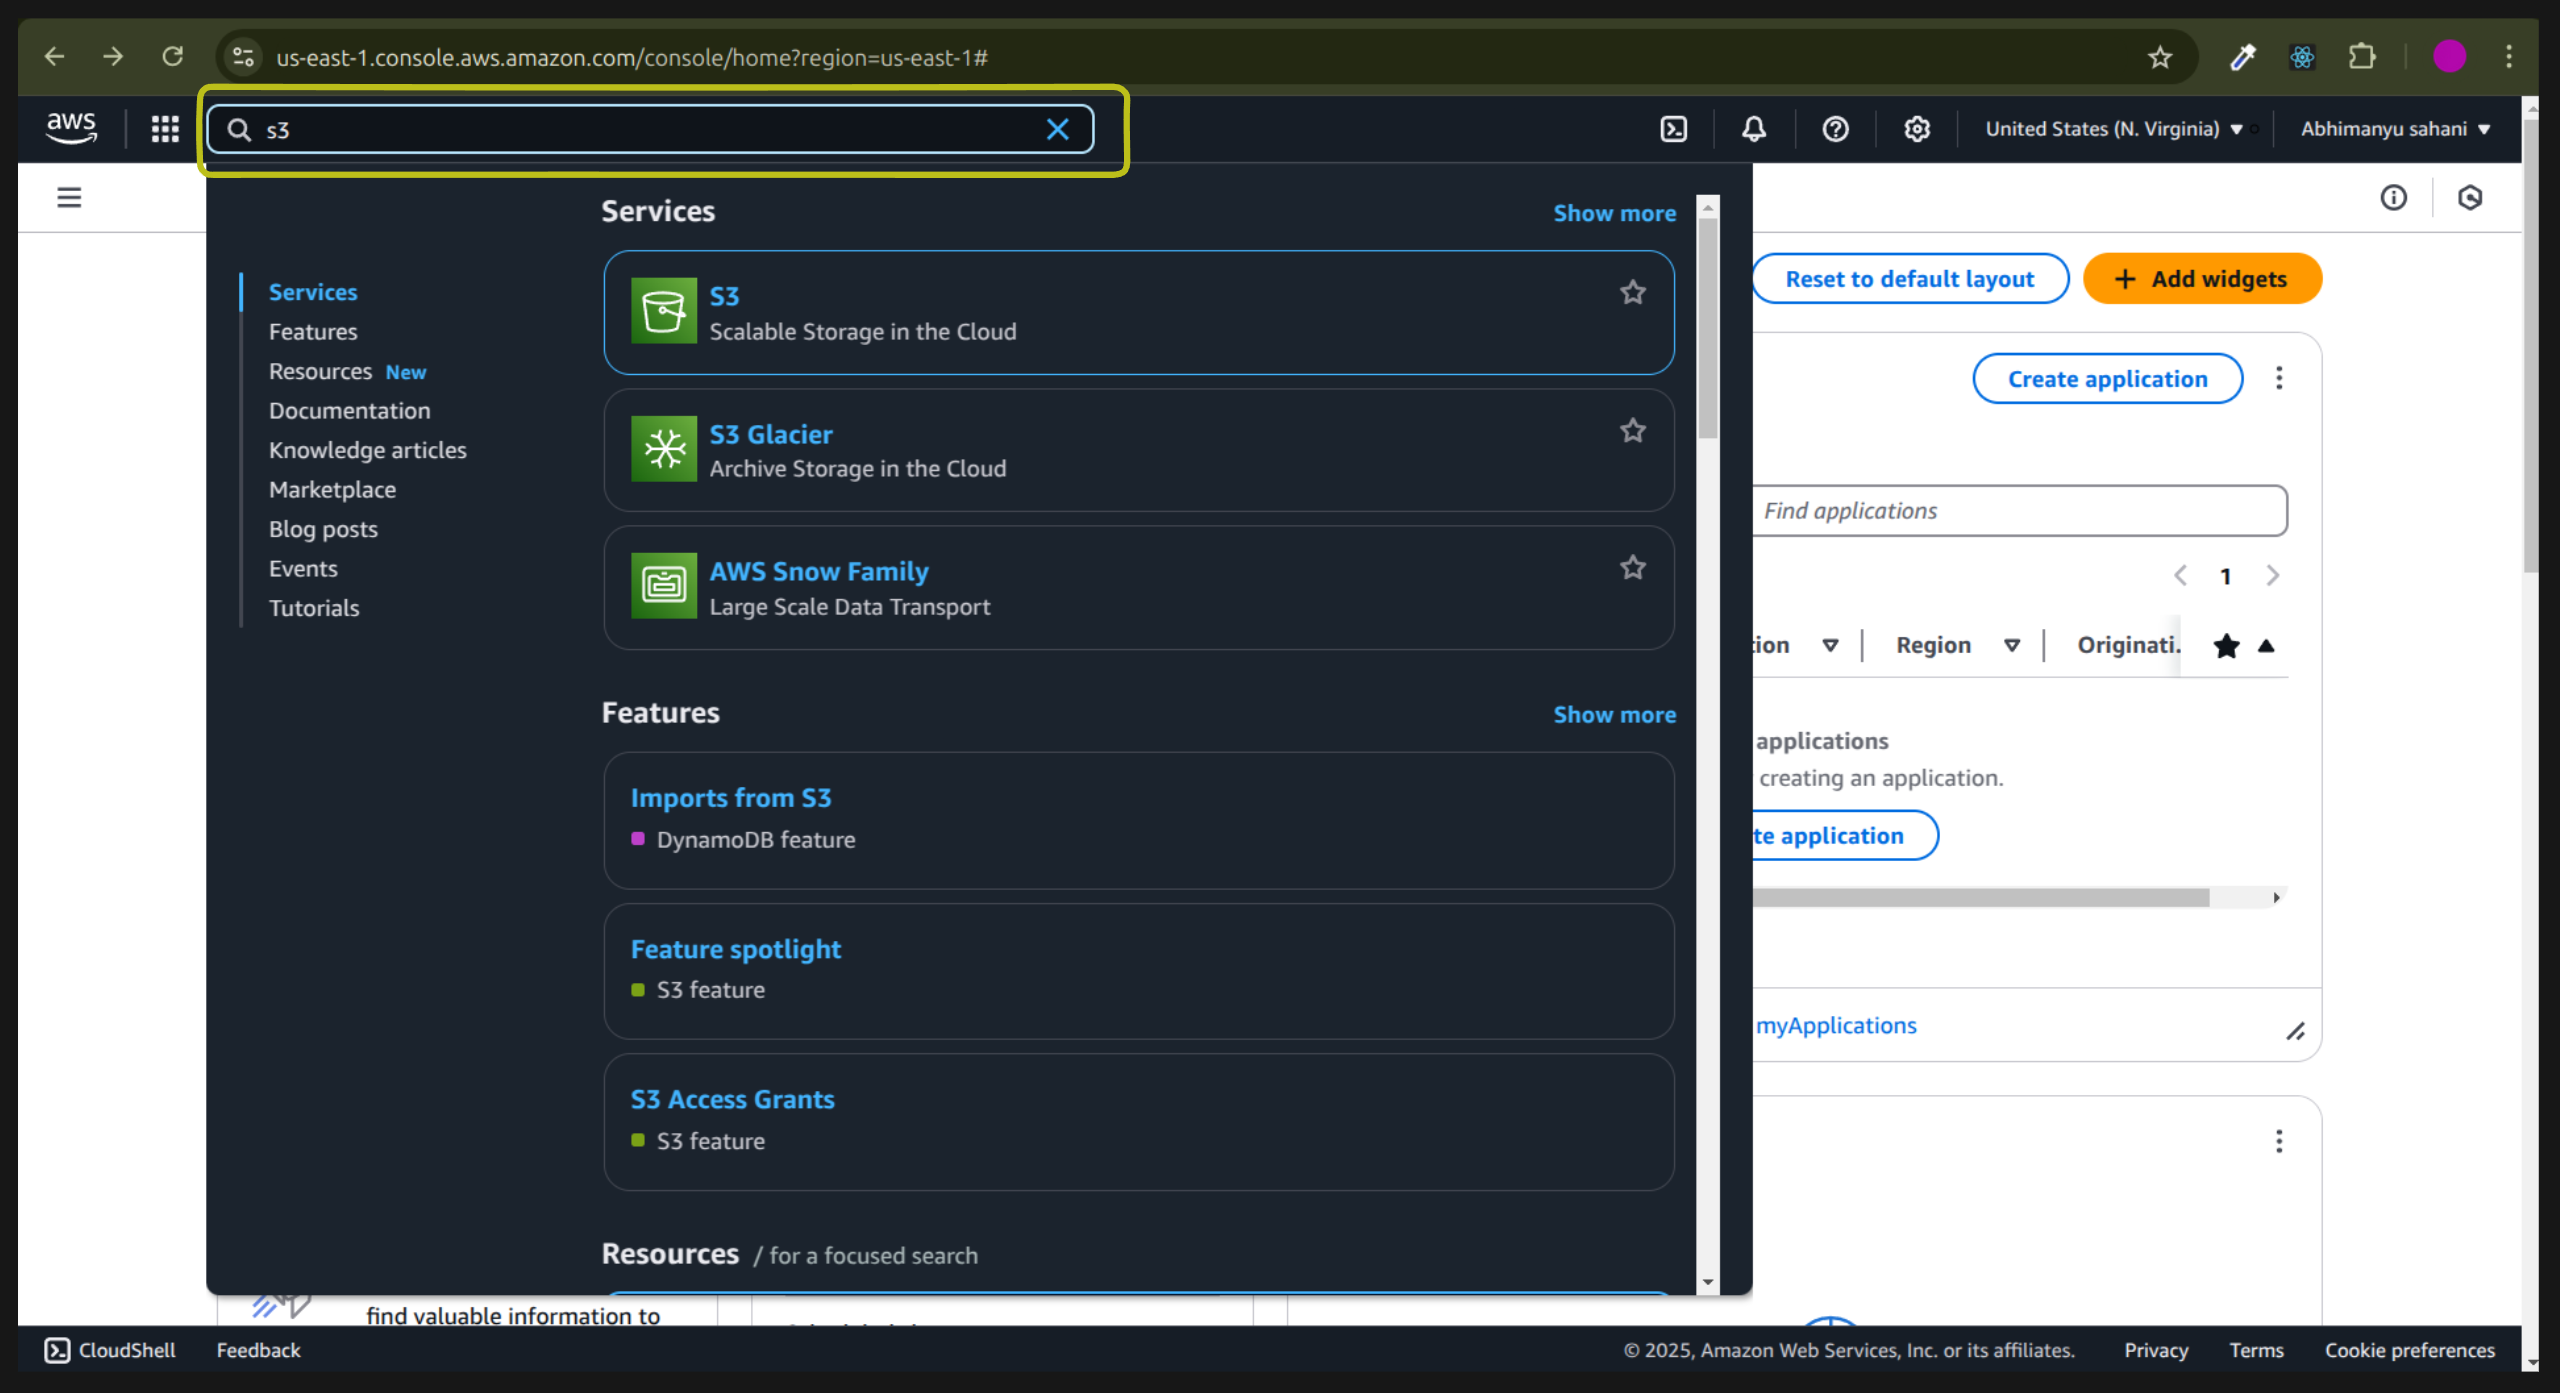 us-east-1.console.aws.amazon.com/console/home?region=us-east-1#
aws
s3
United States (N. Virginia)
Abhimanyu sahani
Services
Features
Resources New
Documentation
Knowledge articles
Marketplace
Blog posts
Events
Tutorials
Services Show more
S3
Scalable Storage in the Cloud
S3 Glacier
Archive Storage in the Cloud
AWS Snow Family
Large Scale Data Transport
Features Show more
Imports from S3
DynamoDB feature
Feature spotlight
S3 feature
S3 Access Grants
S3 feature
Resources / for a focused search
Reset to default layout
+ Add widgets
Create application
Find applications
1
tion Region Originati.
applications
creating an application.
te application
myApplications
find valuable information to
CloudShell Feedback
© 2025, Amazon Web Services, Inc. or its affiliates. Privacy Terms Cookie preferences